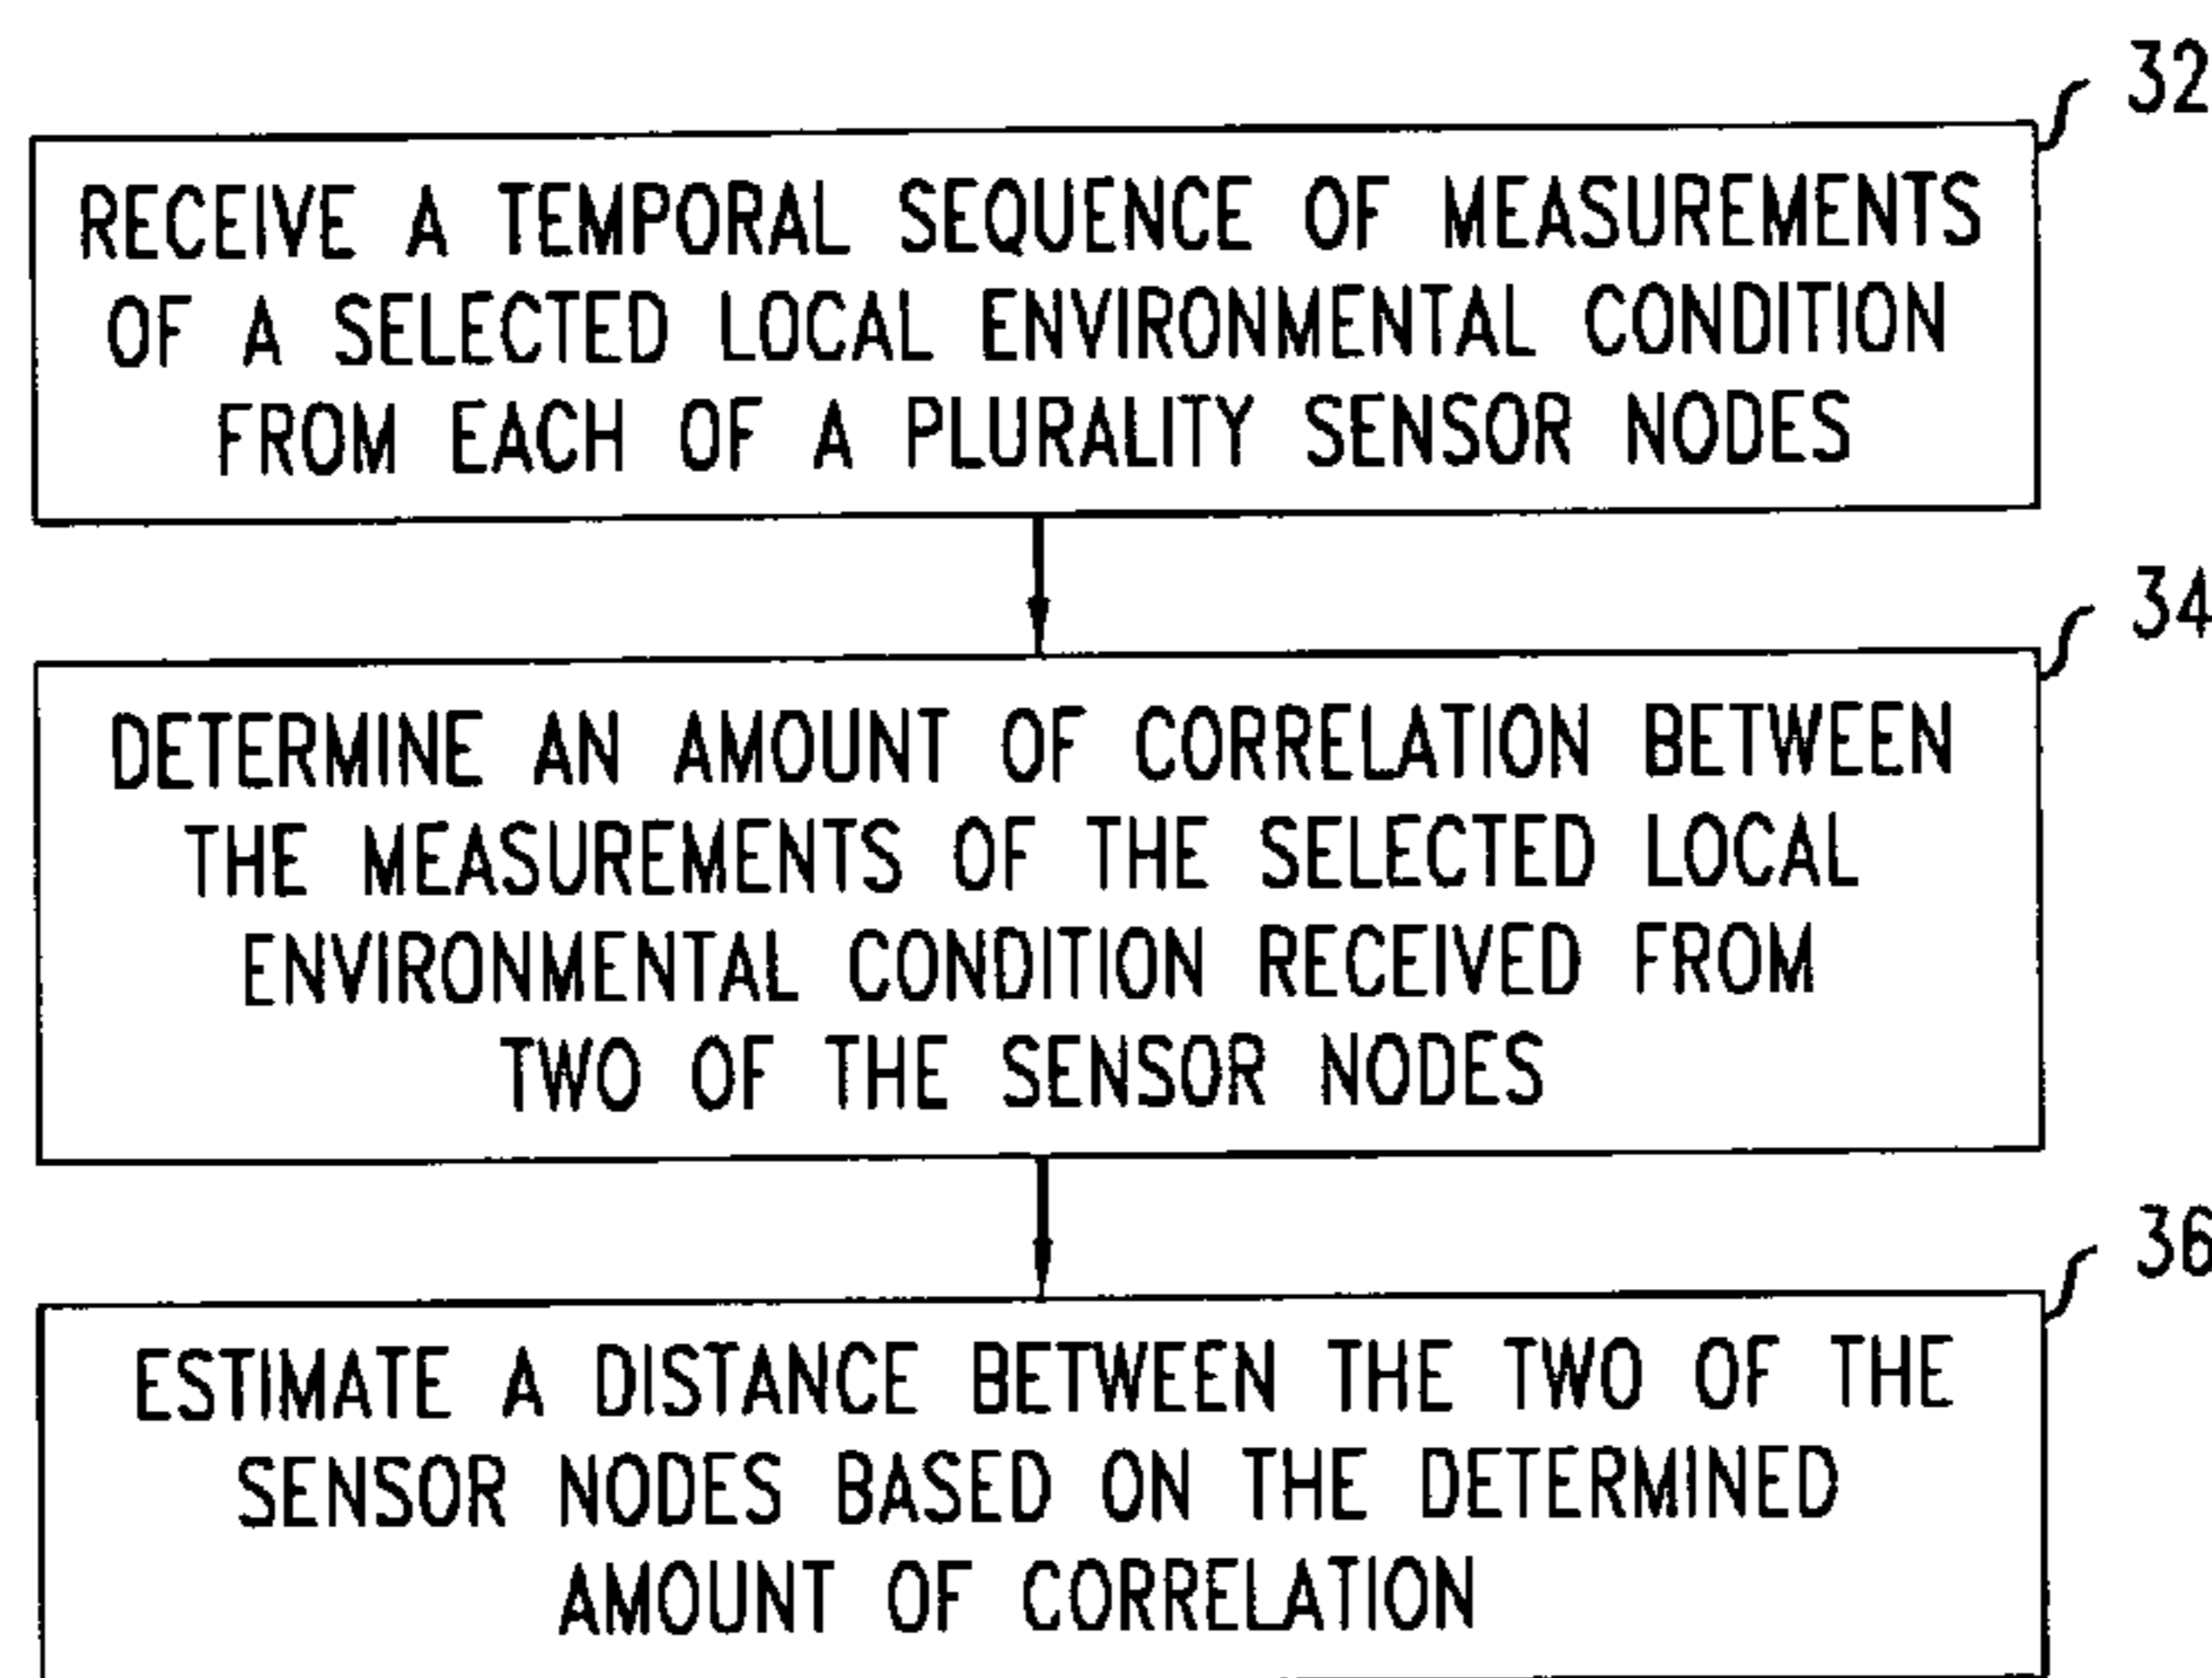 32
RECEIVE A TEMPORAL SEQUENCE OF MEASUREMENTS
OF A SELECTED LOCAL ENVIRONMENTAL CONDITION
FROM EACH OF A PLURALITY SENSOR NODES
34
DETERMINE AN AMOUNT OF CORRELATION BETWEEN
THE MEASUREMENTS OF THE SELECTED LOCAL
ENVIRONMENTAL CONDITION RECEIVED FROM
TWO OF THE SENSOR NODES
36
ESTIMATE A DISTANCE BETWEEN THE TWO OF THE
SENSOR NODES BASED ON THE DETERMINED
AMOUNT OF CORRELATION